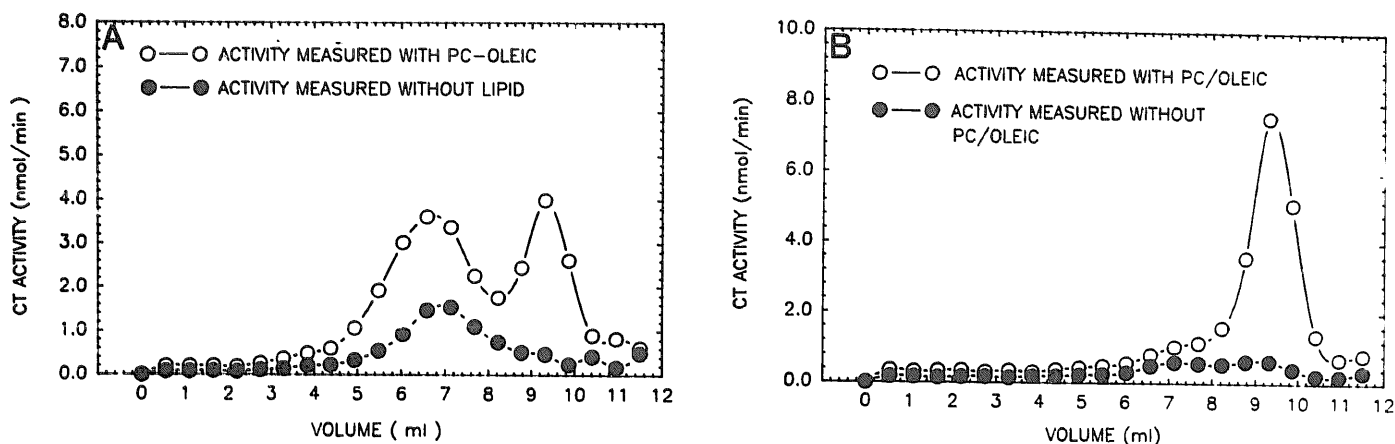 A
8.0
7.0
6.0
5.0
4.0
3.0
2.0
1.0
0.0
CT ACTIVITY (nmol/min)
ACTIVITY MEASURED WITH PC-OLEIC
ACTIVITY MEASURED WITHOUT LIPID
0 1 2 3 4 5 6 7 8 9 10 11 12
VOLUME ( ml )
B
10.0
8.0
6.0
4.0
2.0
0.0
CT ACTIVITY (nmol/min)
ACTIVITY MEASURED WITH PC/OLEIC
ACTIVITY MEASURED WITHOUT
PC/OLEIC
0 1 2 3 4 5 6 7 8 9 10 11 12
VOLUME (ml)